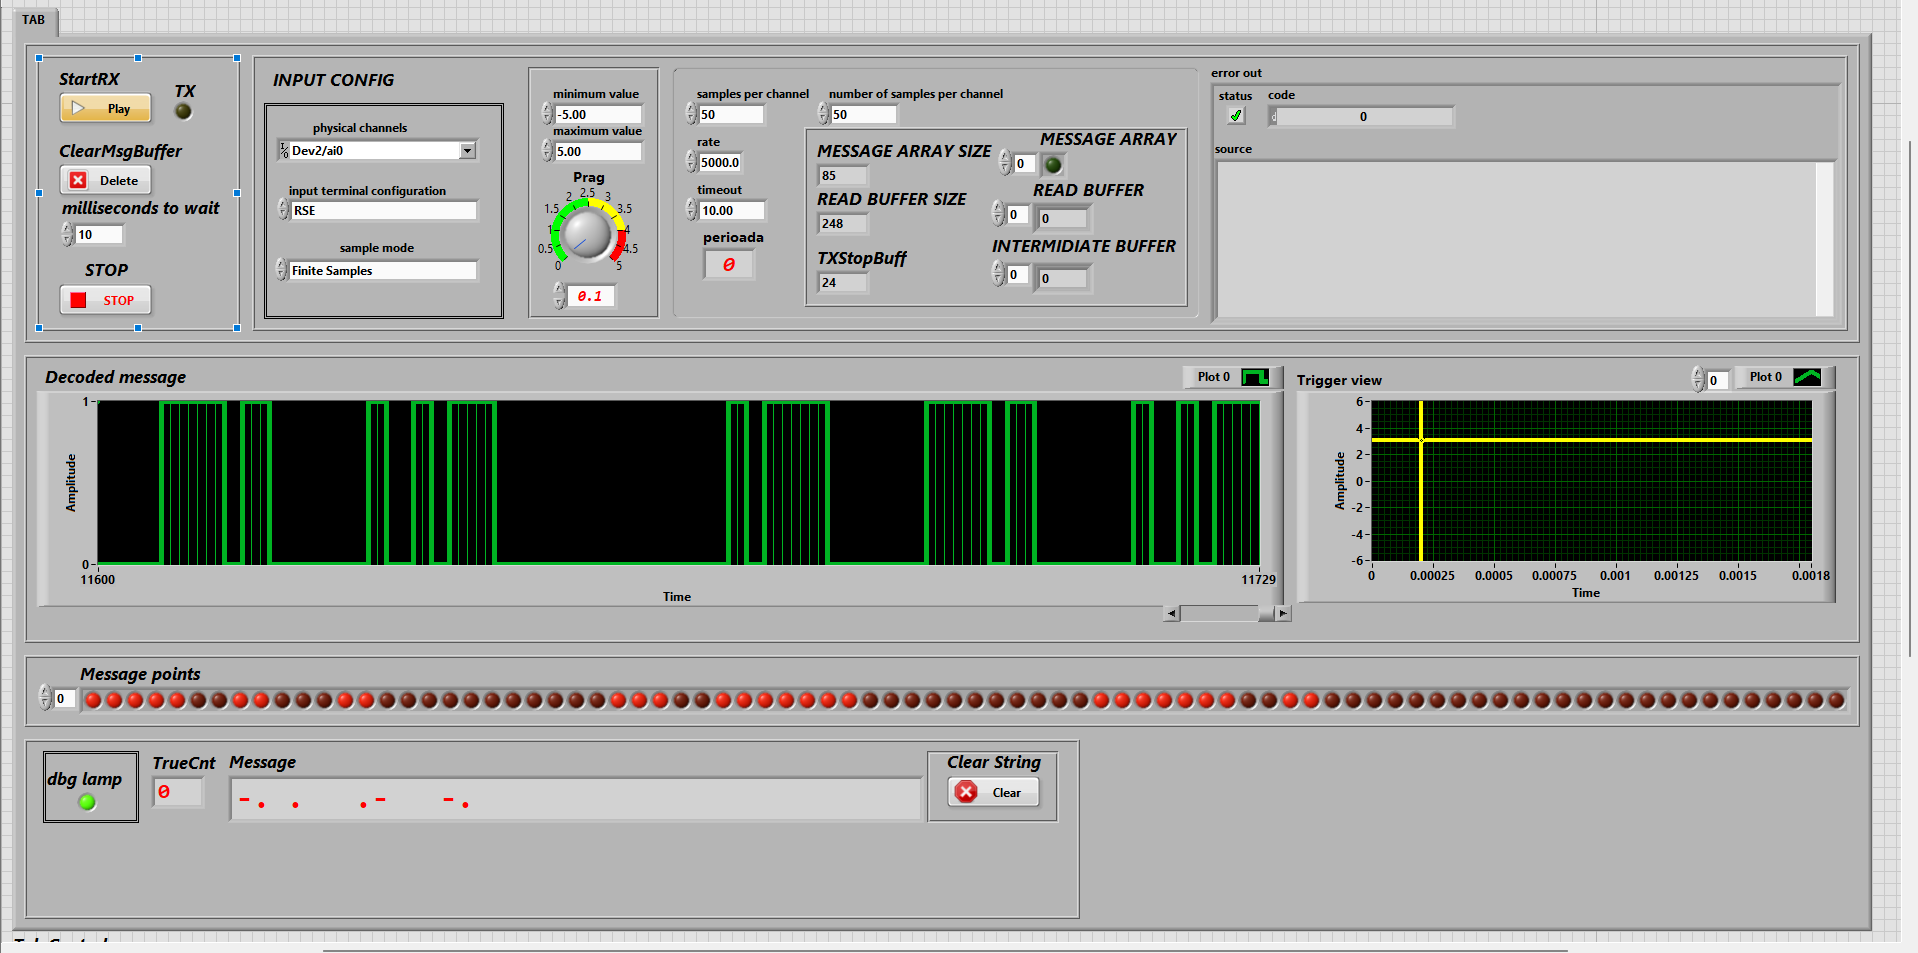 TAB
StartRX
Play
TX
ClearMsgBuffer
Delete
milliseconds to wait
10
STOP
STOP
INPUT CONFIG
physical channels
Dev2/ai0
input terminal configuration
RSE
sample mode
Finite Samples
minimum value
-5.00
maximum value
5.00
Prag
0 0.5 1 1.5 2 2.5 3 3.5 4 4.5 5
0.1
samples per channel
50
number of samples per channel
50
rate
5000.0
timeout
10.00
perioada
0
MESSAGE ARRAY SIZE
85
READ BUFFER SIZE
248
TXStopBuff
24
MESSAGE ARRAY
0
READ BUFFER
0 0
INTERMIDIATE BUFFER
0 0
error out
status code
0
source
Decoded message
Plot 0
Amplitude
1
0
11600 11729
Time
Trigger view
0
Plot 0
Amplitude
6
4
2
0
-2
-4
-6
0 0.00025 0.0005 0.00075 0.001 0.00125 0.0015 0.0018
Time
Message points
0
dbg lamp
TrueCnt
0
Message
-. . .- -.
Clear String
Clear